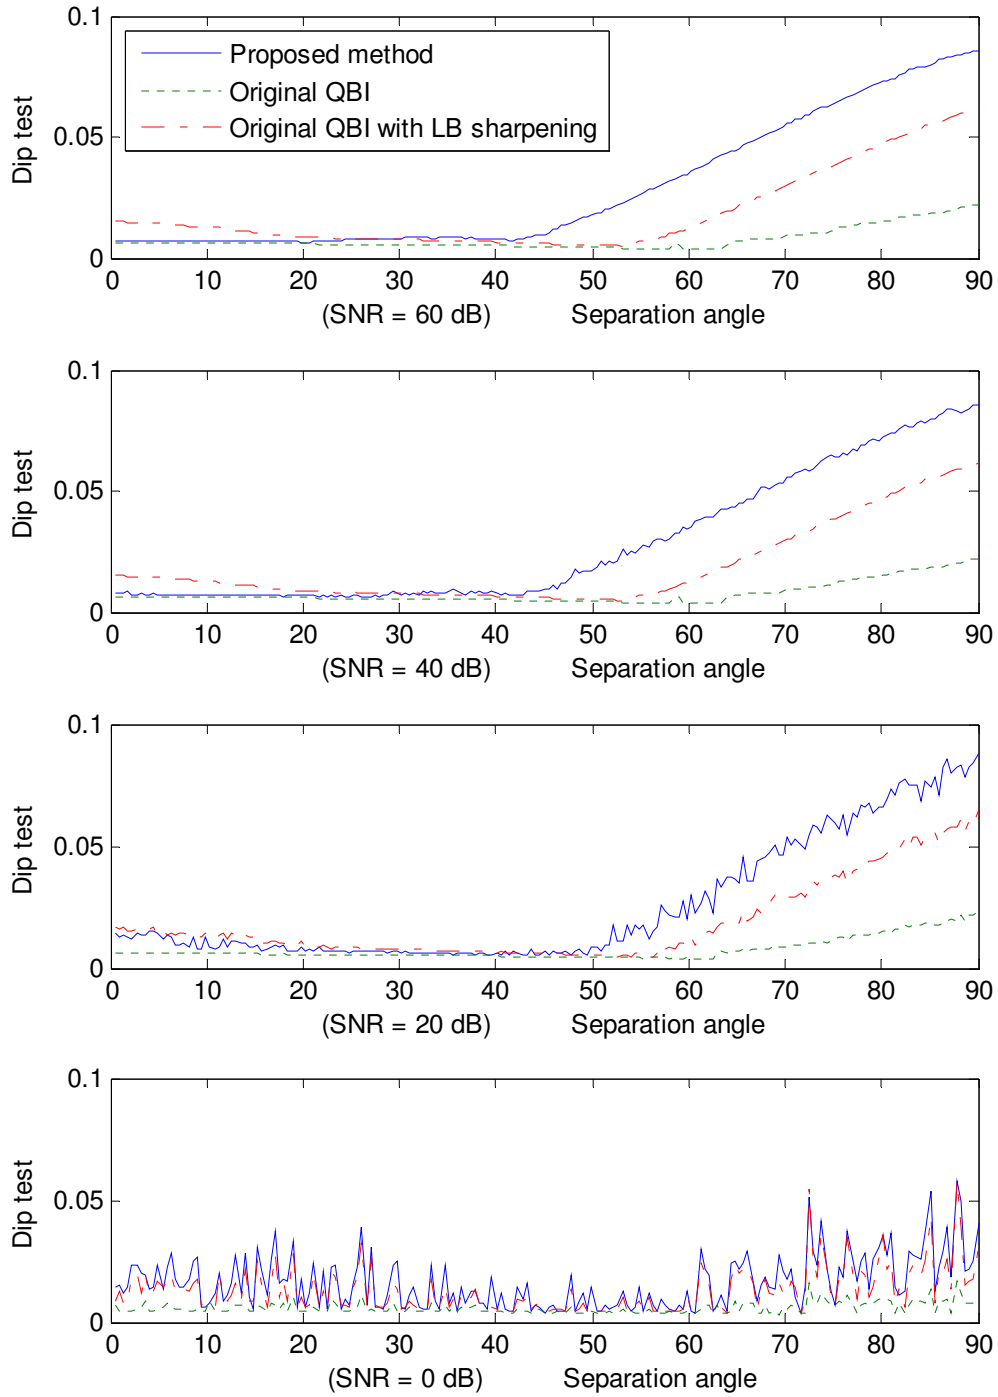 0.1
Proposed method
Original QBI
Original QBI with LB sharpening
0.05
0
Dip test
0 10 20 30 40 50 60 70 80 90
(SNR = 60 dB) Separation angle
0.1
0.05
0
Dip test
0 10 20 30 40 50 60 70 80 90
(SNR = 40 dB) Separation angle
0.1
0.05
0
Dip test
0 10 20 30 40 50 60 70 80 90
(SNR = 20 dB) Separation angle
0.1
0.05
0
Dip test
0 10 20 30 40 50 60 70 80 90
(SNR = 0 dB) Separation angle